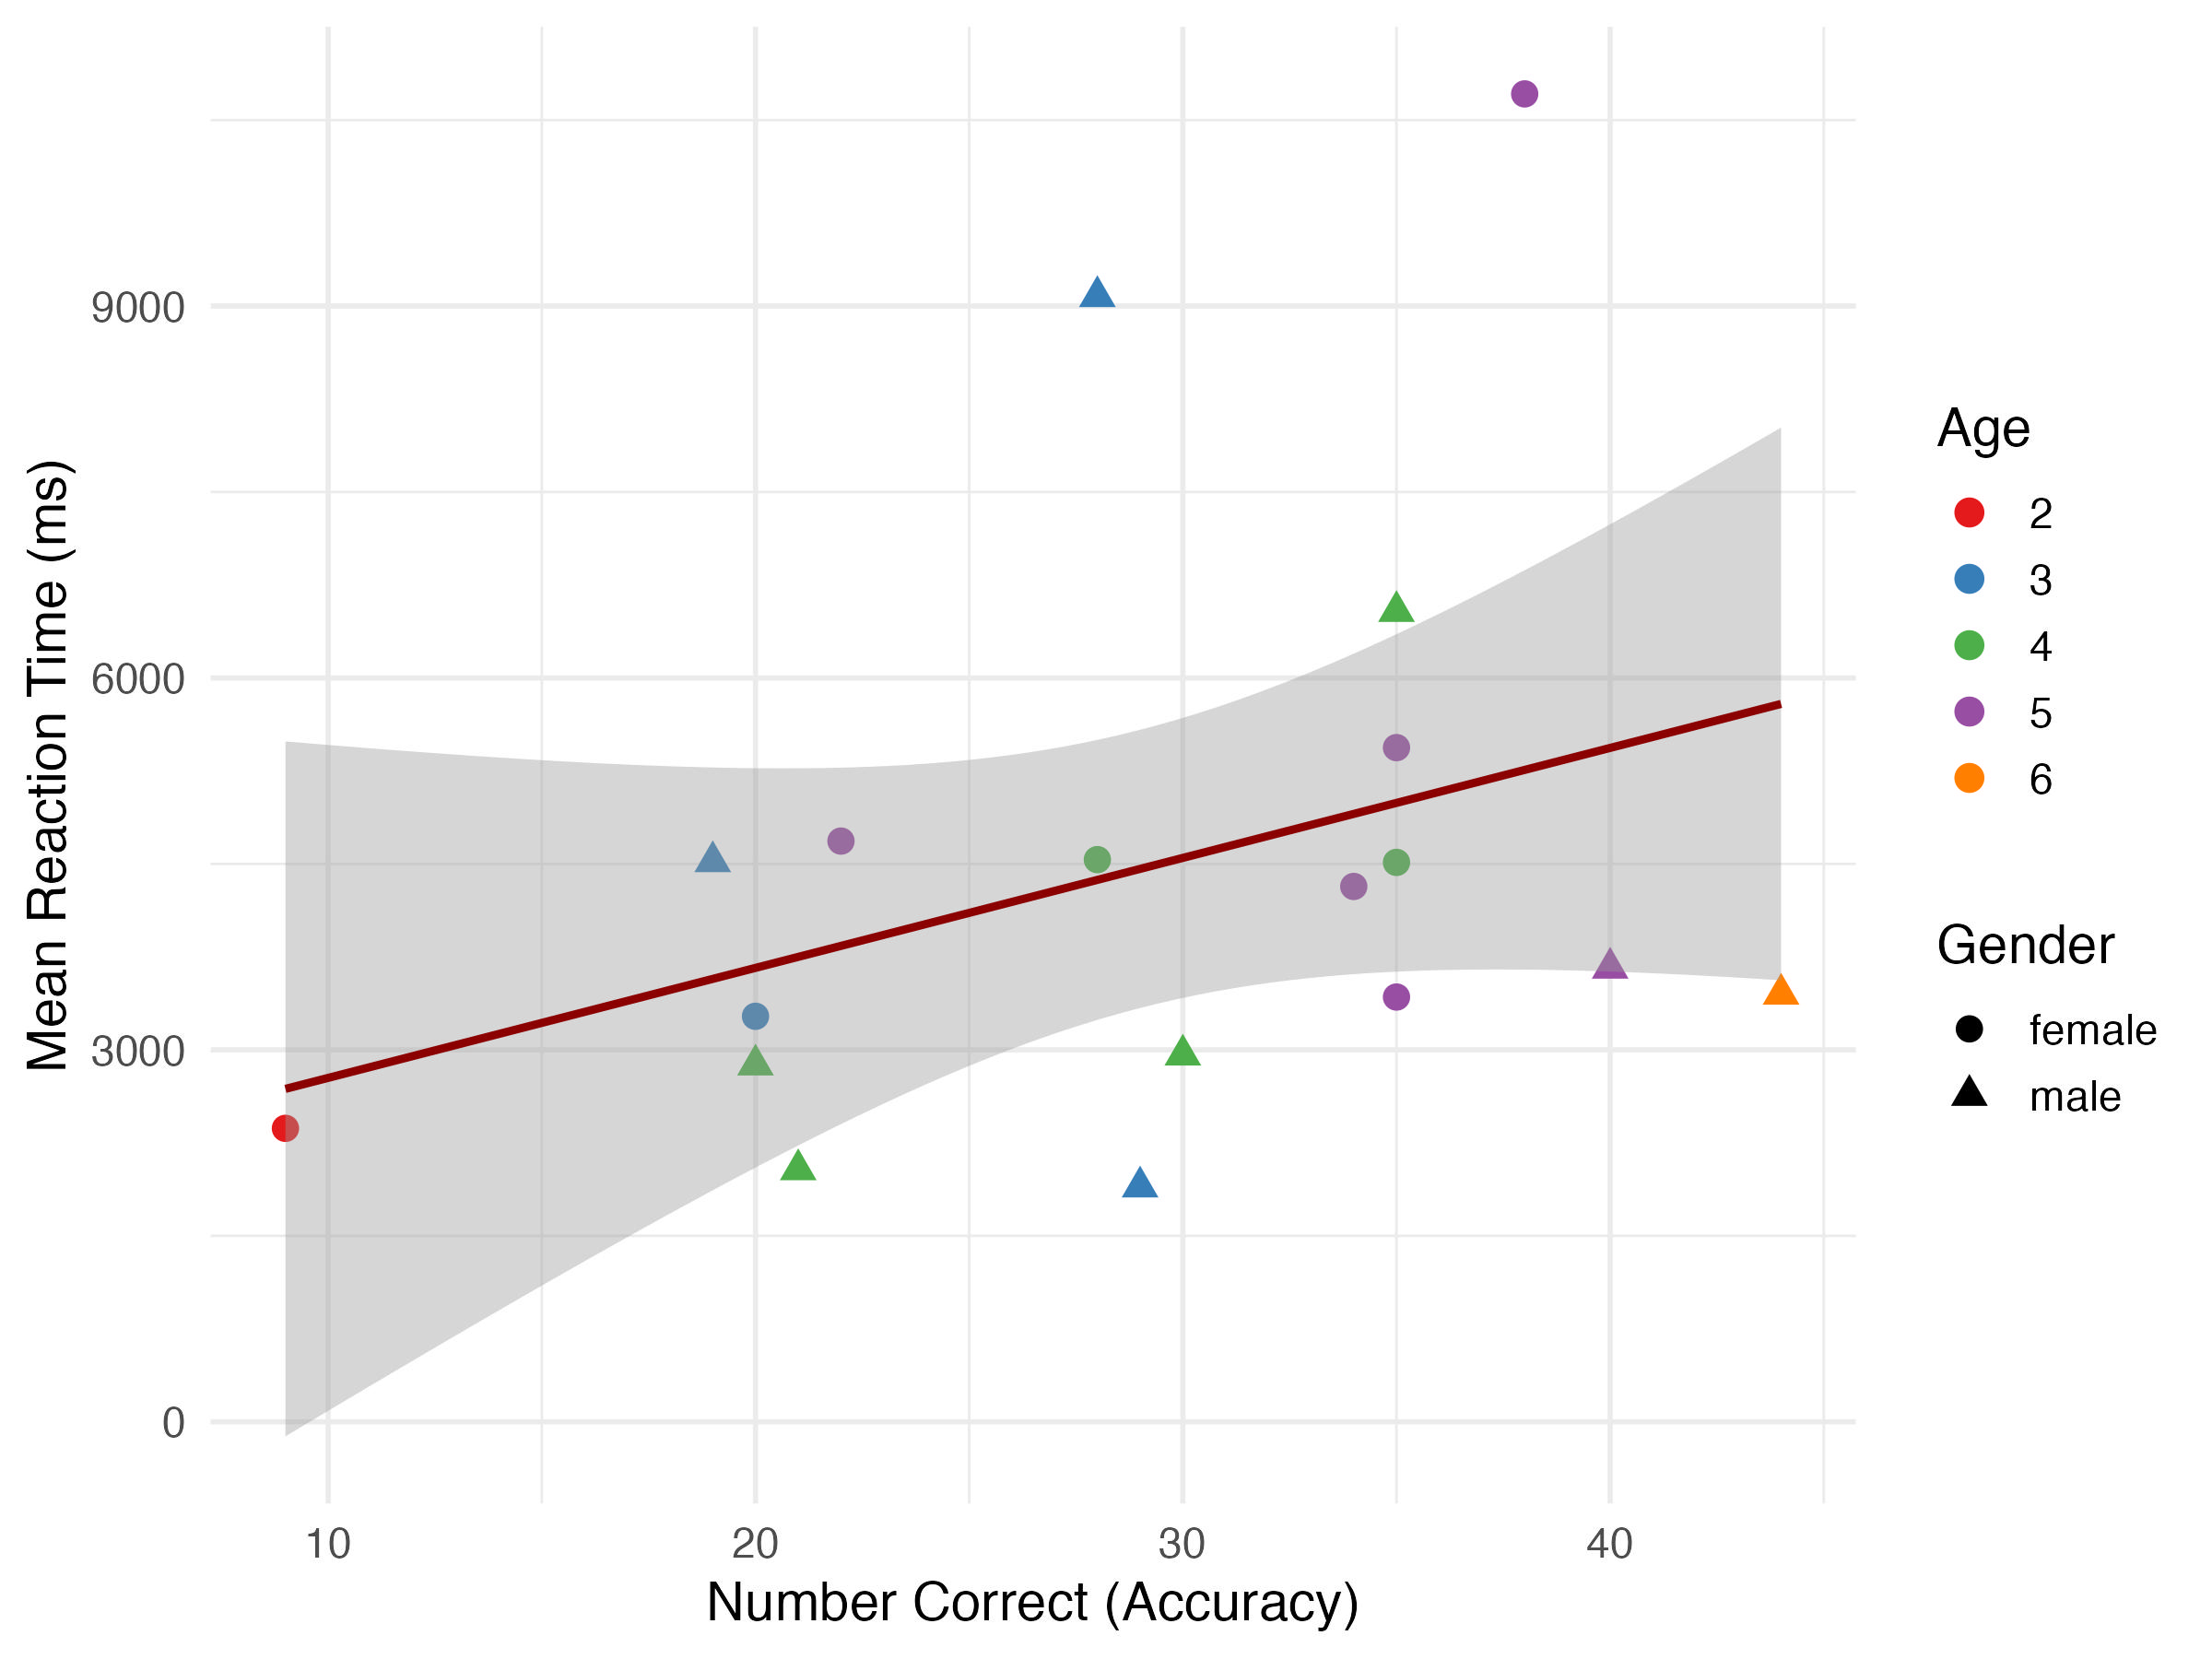 Mean Reaction Time (ms)
9000
6000
3000
0
10 20 30 40
Number Correct (Accuracy)
Age
2
3
4
5
6
Gender
female
male